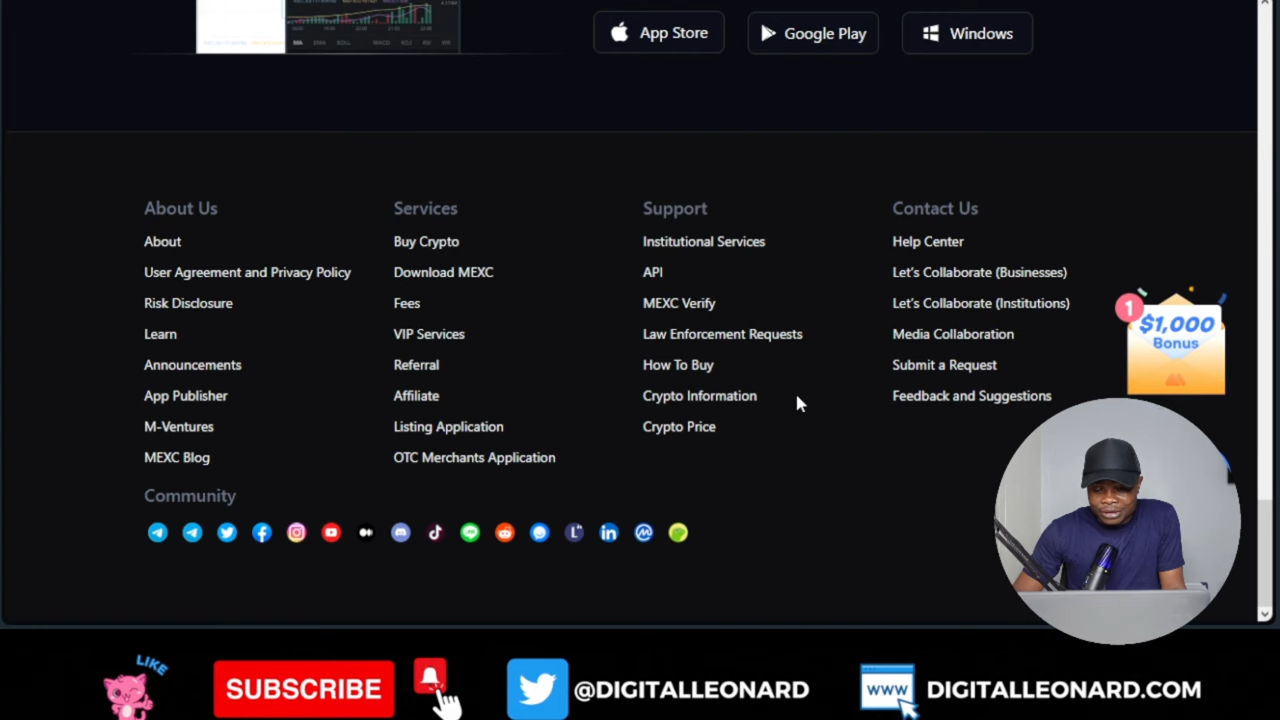 App Store
Google Play
Windows
About Us
About
User Agreement and Privacy Policy
Risk Disclosure
Learn
Announcements
App Publisher
M-Ventures
MEXC Blog
Services
Buy Crypto
Download MEXC
Fees
VIP Services
Referral
Affiliate
Listing Application
OTC Merchants Application
Support
Institutional Services
API
MEXC Verify
Law Enforcement Requests
How To Buy
Crypto Information
Crypto Price
Contact Us
Help Center
Let's Collaborate (Businesses)
Let's Collaborate (Institutions)
Media Collaboration
Submit a Request
Feedback and Suggestions
1
$1,000
Bonus
Community
LIKE
SUBSCRIBE
@DIGITALLEONARD
WWW
DIGITALLEONARD.COM